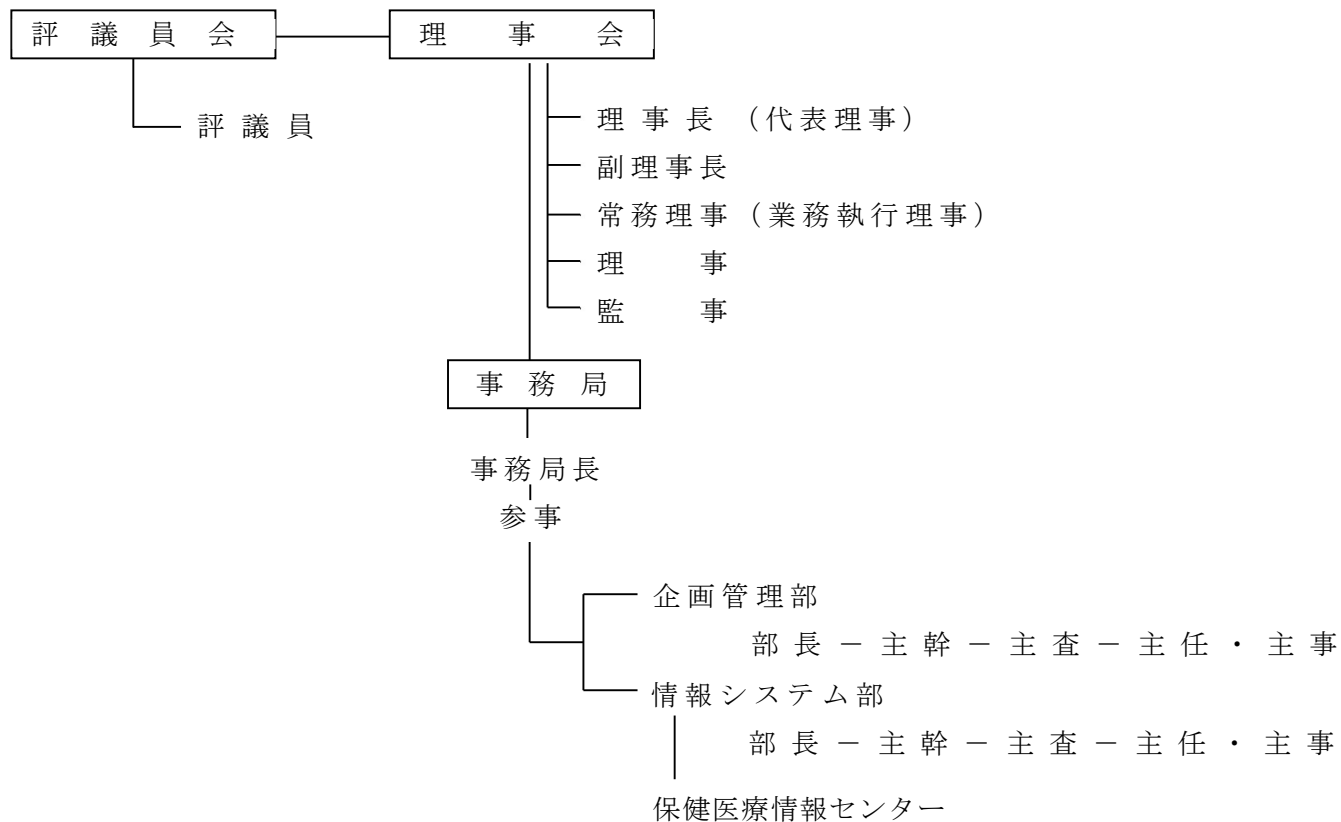 評議員会　理事会
評議員
理事長（代表理事）
副理事長
常務理事（業務執行理事）
理事
監事
事務局
事務局長
参事
企画管理部
部長－主幹－主査－主任・主事
情報システム部
部長－主幹－主査－主任・主事
保健医療情報センター